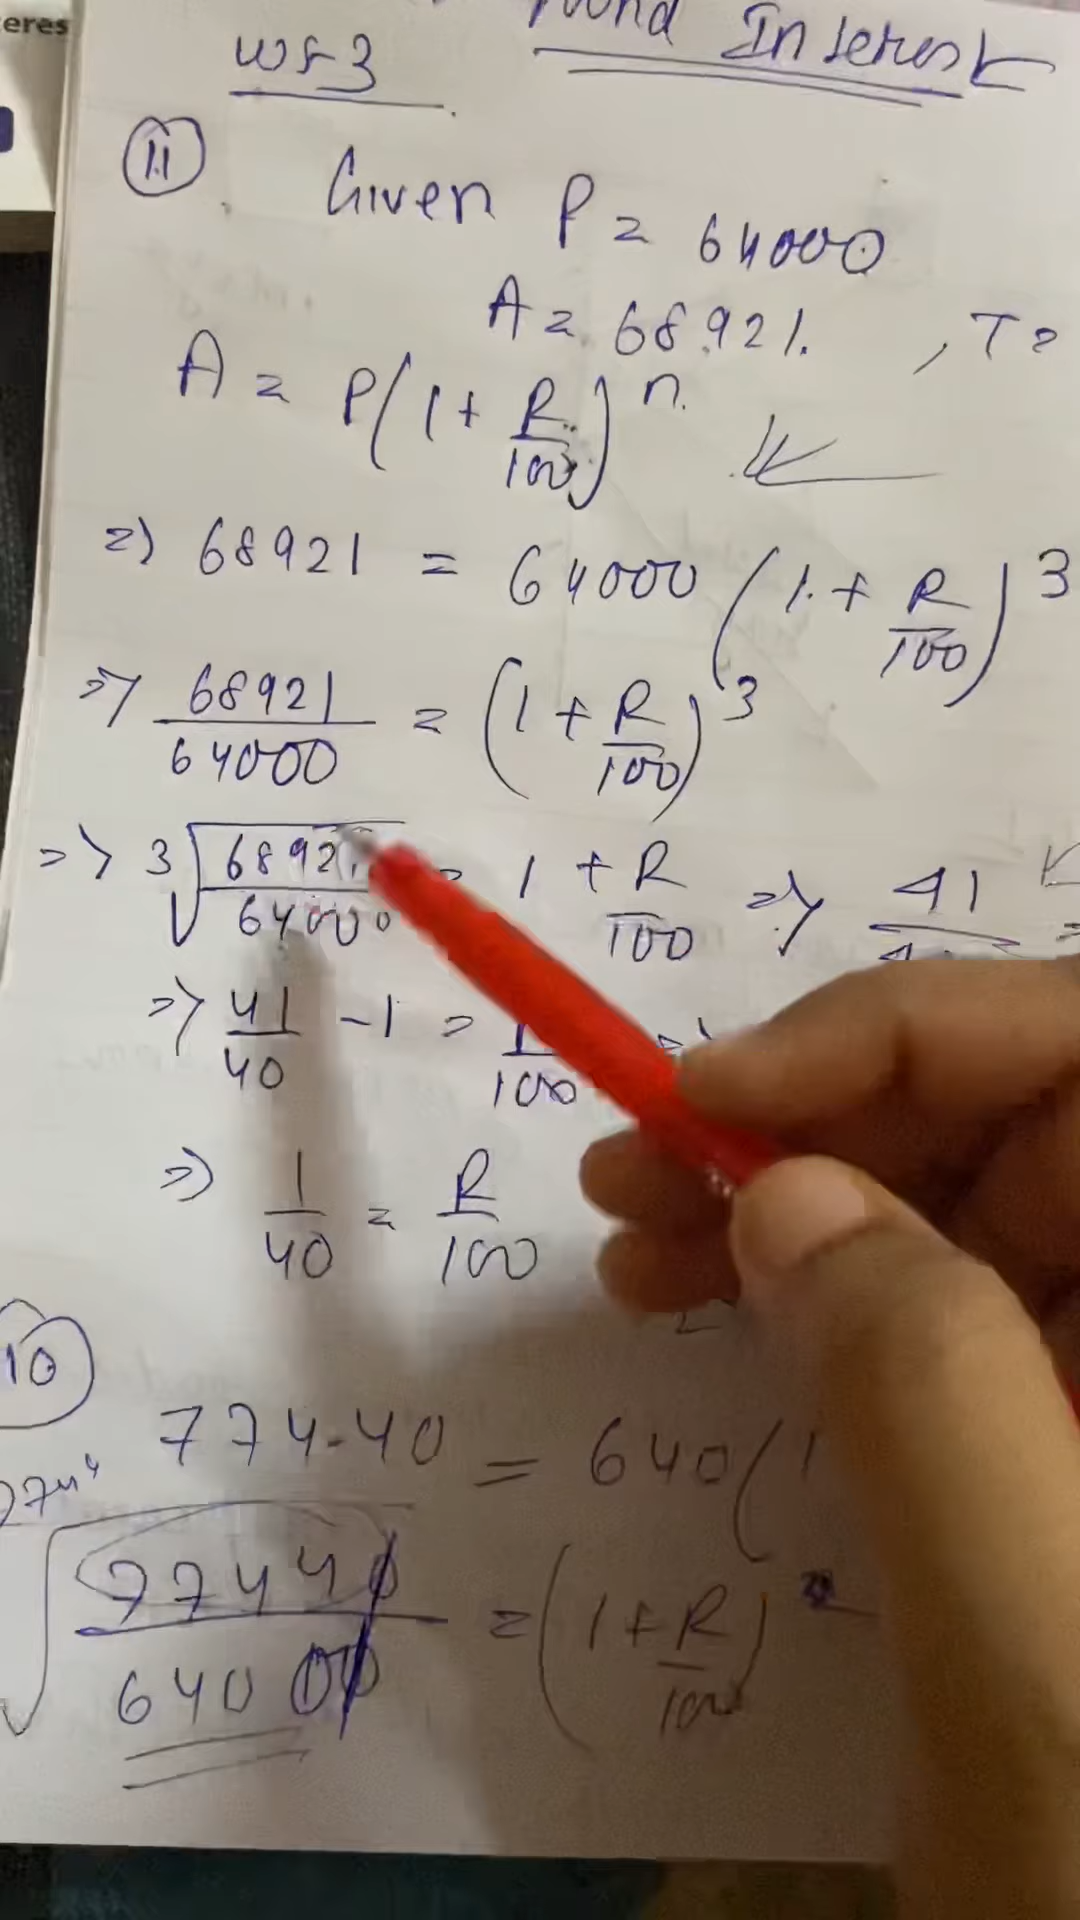 eres
Interest
WS-3
11
Given P = 64000
A = 68921. , T =
A = P(1 + R/100)^n
=> 68921 = 64000 (1 + R/100)^3
=> 68921/64000 = (1 + R/100)^3
=> 3√(68921/64000) = 1 + R/100 => 41
=> 41/40 - 1 = /100 =>
=> 1/40 = R/100
10
774.40 = 640(1
√(77440/64000) = (1 + R/100)^2